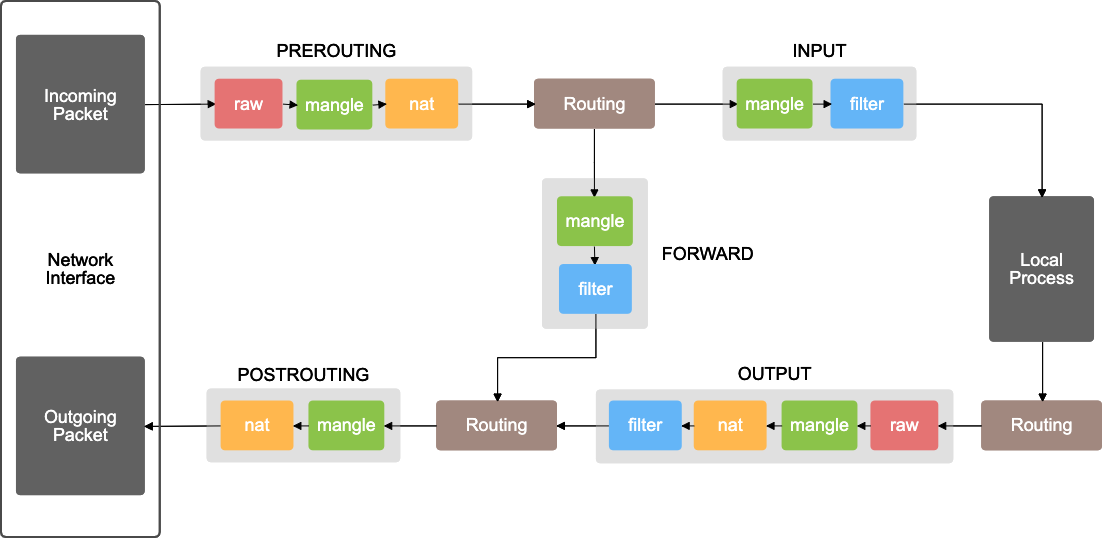 PREROUTING
INPUT
Incoming
Packet
raw
mangle
nat
Routing
mangle
filter
mangle
filter
FORWARD
Network
Interface
Local
Process
POSTROUTING
OUTPUT
Outgoing
Packet
nat
mangle
Routing
filter
nat
mangle
raw
Routing